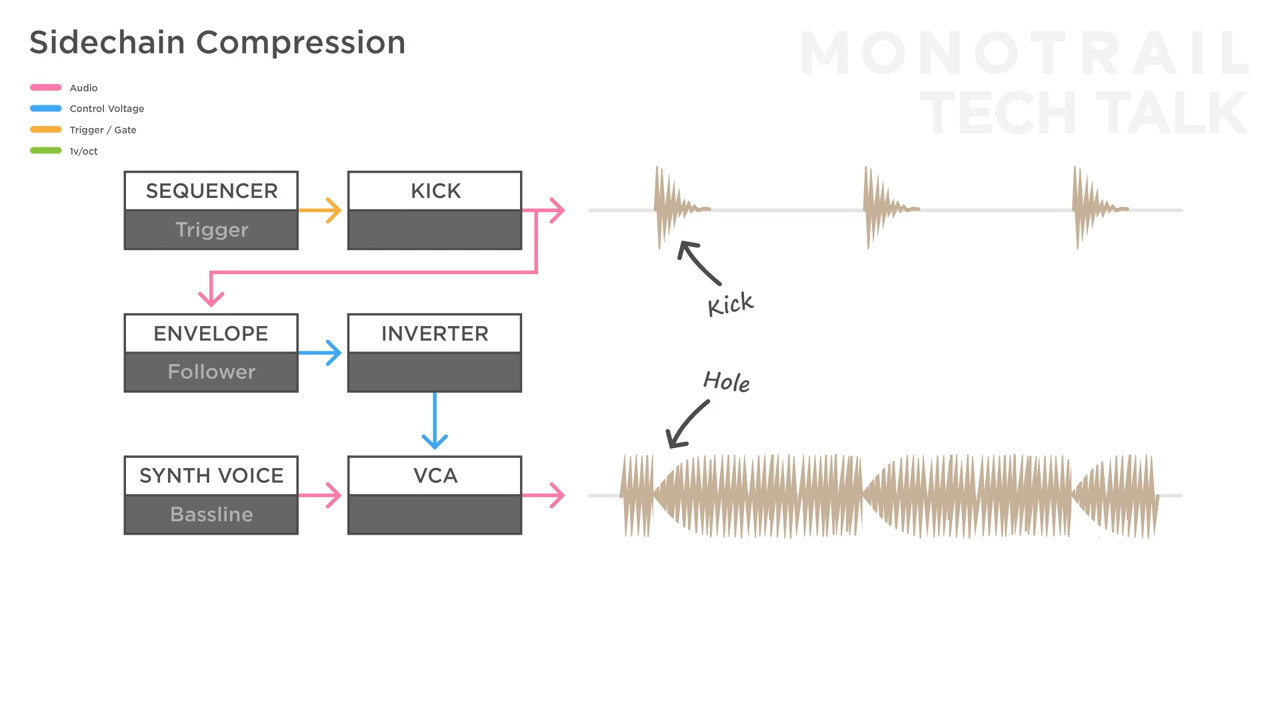 Sidechain Compression
MONOTRAIL
TECH TALK
Audio
Control Voltage
Trigger / Gate
1v/oct
SEQUENCER
Trigger
KICK
Kick
ENVELOPE
Follower
INVERTER
Hole
SYNTH VOICE
Bassline
VCA